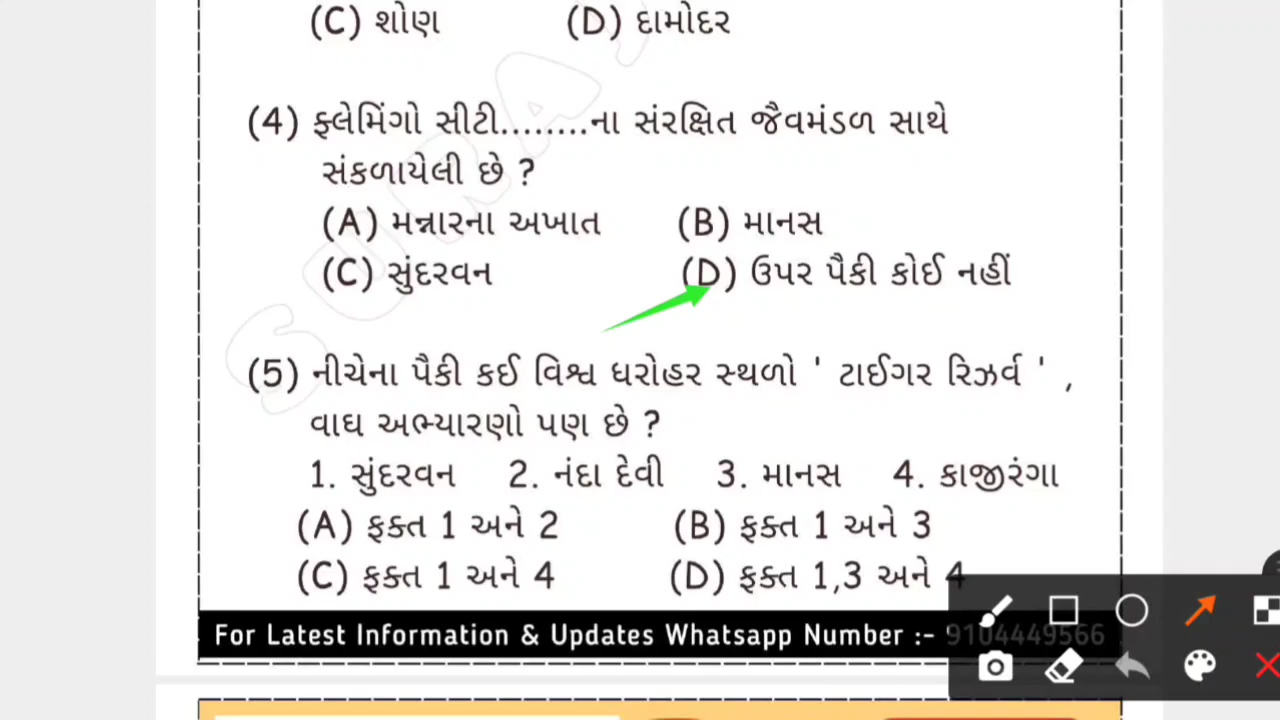 (C) શોણ (D) દામોદર
(4) ફ્લેમિંગો સીટી........ના સંરક્ષિત જૈવમંડળ સાથે
સંકળાયેલી છે ?
(A) મન્નારના અખાત (B) માનસ
(C) સુંદરવન (D) ઉપર પૈકી કોઈ નહીં
(5) નીચેના પૈકી કઈ વિશ્વ ધરોહર સ્થળો ' ટાઈગર રિઝર્વ ' ,
વાઘ અભ્યારણો પણ છે ?
1. સુંદરવન 2. નંદા દેવી 3. માનસ 4. કાજીરંગા
(A) ફક્ત 1 અને 2 (B) ફક્ત 1 અને 3
(C) ફક્ત 1 અને 4 (D) ફક્ત 1,3 અને 4
For Latest Information & Updates Whatsapp Number :- 9104449566